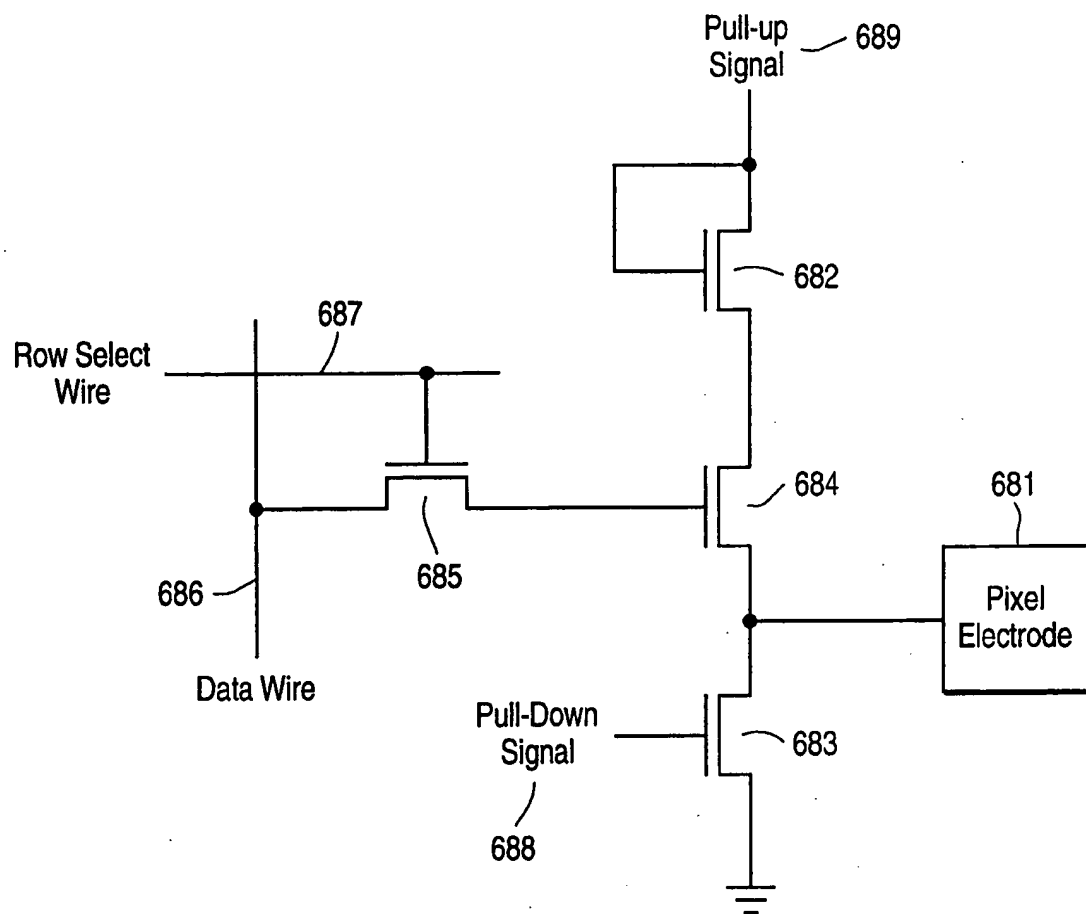 Pull-up
Signal
689
682
687
Row Select
Wire
684
681
685
686
Pixel
Electrode
Data Wire
Pull-Down
Signal
683
688